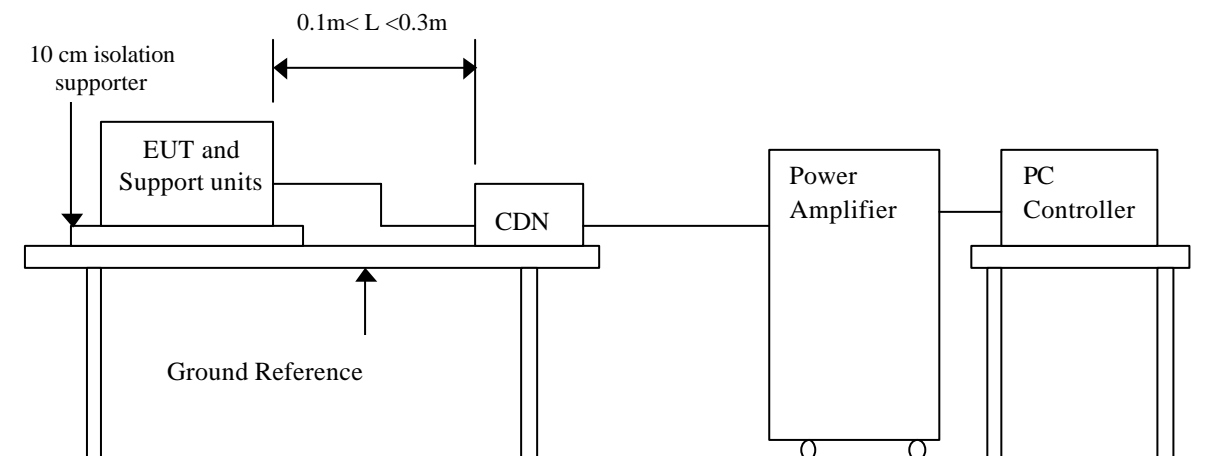 0.1m< L <0.3m
10 cm isolation
supporter
EUT and
Support units
CDN
Power
Amplifier
PC
Controller
Ground Reference